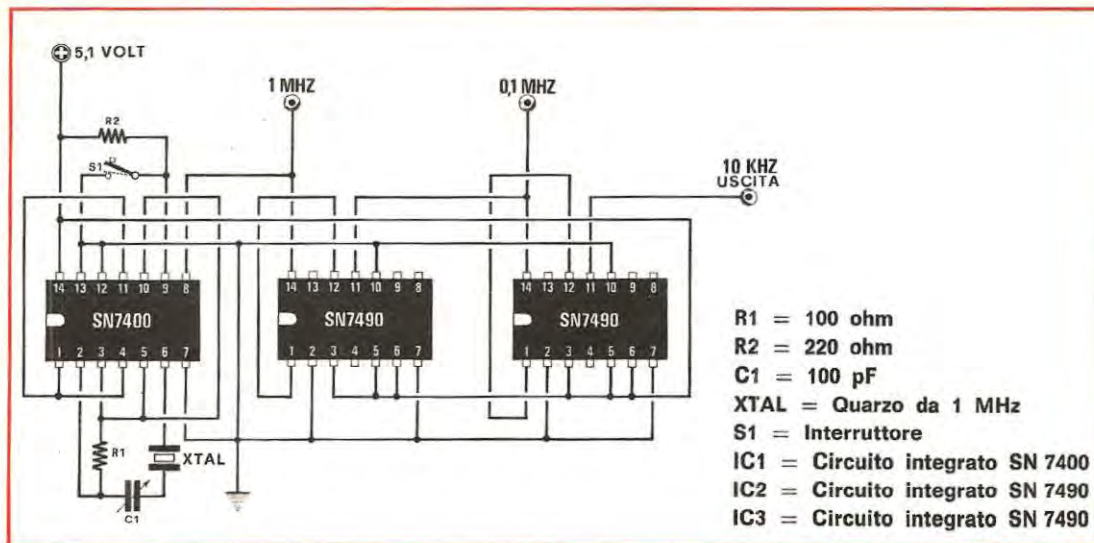 5,1 VOLT
1 MHZ
0,1 MHZ
10 KHZ
USCITA
R2
S1
14 13 12 11 10 9 8
SN7400
1 2 3 4 5 6 7
14 13 12 11 10 9 8
SN7490
1 2 3 4 5 6 7
14 13 12 11 10 9 8
SN7490
1 2 3 4 5 6 7
R1
XTAL
C1
R1 = 100 ohm
R2 = 220 ohm
C1 = 100 pF
XTAL = Quarzo da 1 MHz
S1 = Interruttore
IC1 = Circuito integrato SN 7400
IC2 = Circuito integrato SN 7490
IC3 = Circuito integrato SN 7490